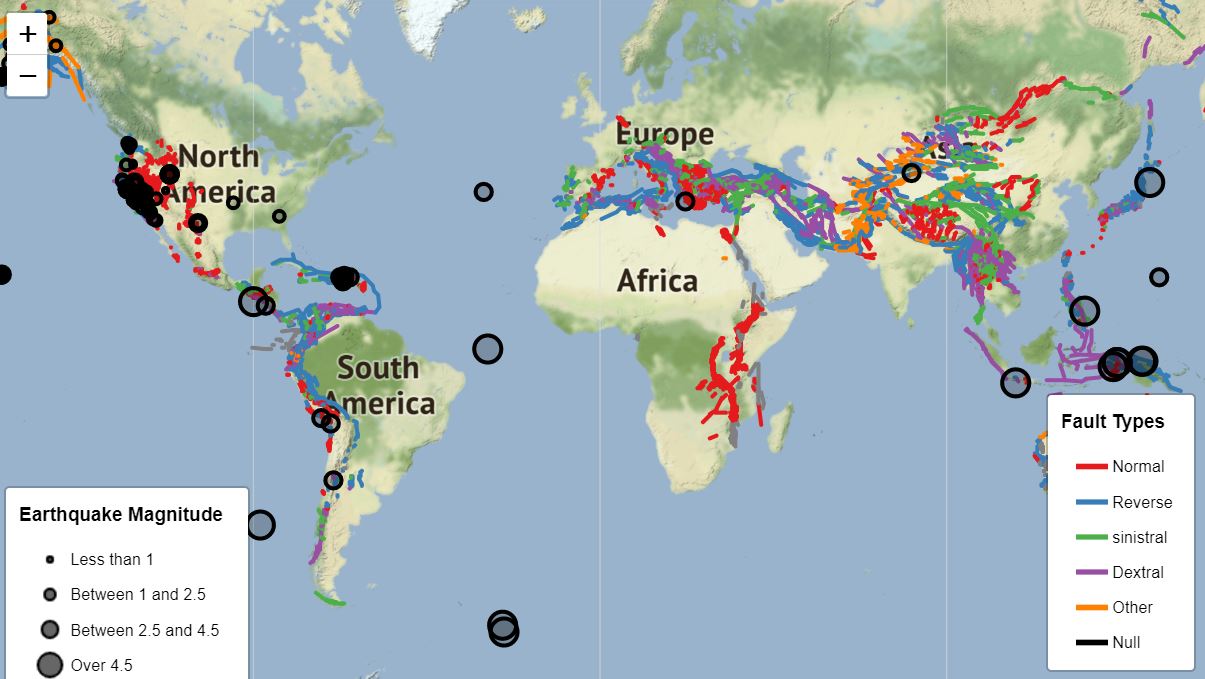 +
−
North
America
Europe
Asia
Africa
South
America
Earthquake Magnitude
Less than 1
Between 1 and 2.5
Between 2.5 and 4.5
Over 4.5
Fault Types
Normal
Reverse
sinistral
Dextral
Other
Null